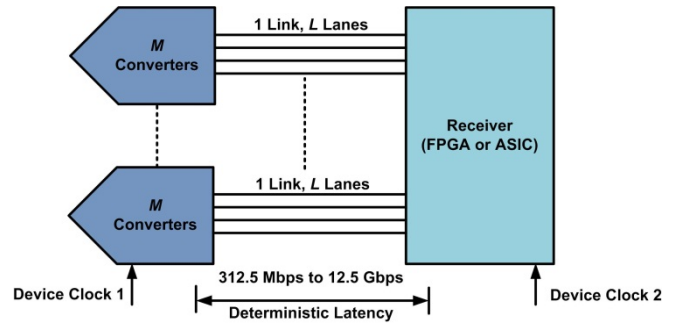 1 Link, L Lanes
M
Converters
Receiver
(FPGA or ASIC)
1 Link, L Lanes
M
Converters
312.5 Mbps to 12.5 Gbps
Device Clock 1
Deterministic Latency
Device Clock 2